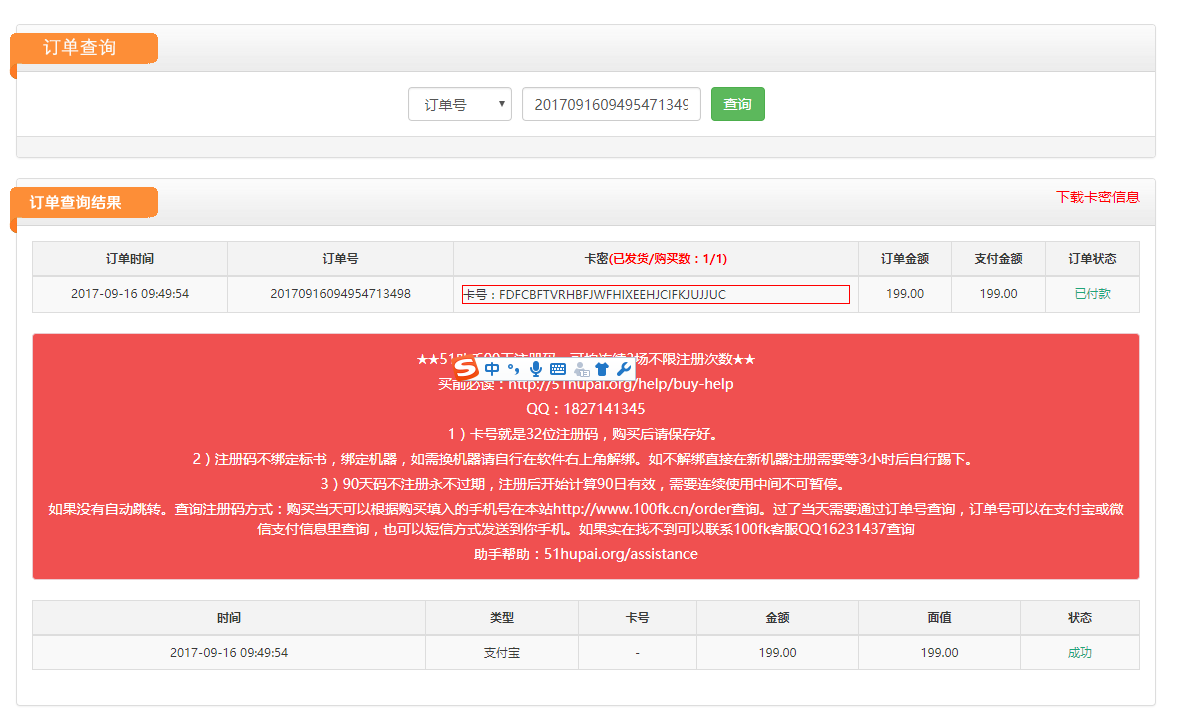 订单查询
订单号
2017091609495471349
查询
订单查询结果
下载卡密信息
订单时间 订单号 卡密(已发货/购买数：1/1) 订单金额 支付金额 订单状态
2017-09-16 09:49:54 20170916094954713498 卡号：FDFCBFTVRHBFJWFHIXEEHJCIFKJUJJUC 199.00 199.00 已付款
★★51 场不限注册次数★★
中
买前必读：http://51hupai.org/help/buy-help
QQ：1827141345
1）卡号就是32位注册码，购买后请保存好。
2）注册码不绑定标书，绑定机器，如需换机器请自行在软件右上角解绑。如不解绑直接在新机器注册需要等3小时后自行踢下。
3）90天码不注册永不过期，注册后开始计算90日有效，需要连续使用中间不可暂停。
如果没有自动跳转。查询注册码方式：购买当天可以根据购买填入的手机号在本站http://www.100fk.cn/order查询。过了当天需要通过订单号查询，订单号可以在支付宝或微
信支付信息里查询，也可以短信方式发送到你手机。如果实在找不到可以联系100fk客服QQ16231437查询
助手帮助：51hupai.org/assistance
时间 类型 卡号 金额 面值 状态
2017-09-16 09:49:54 支付宝 - 199.00 199.00 成功